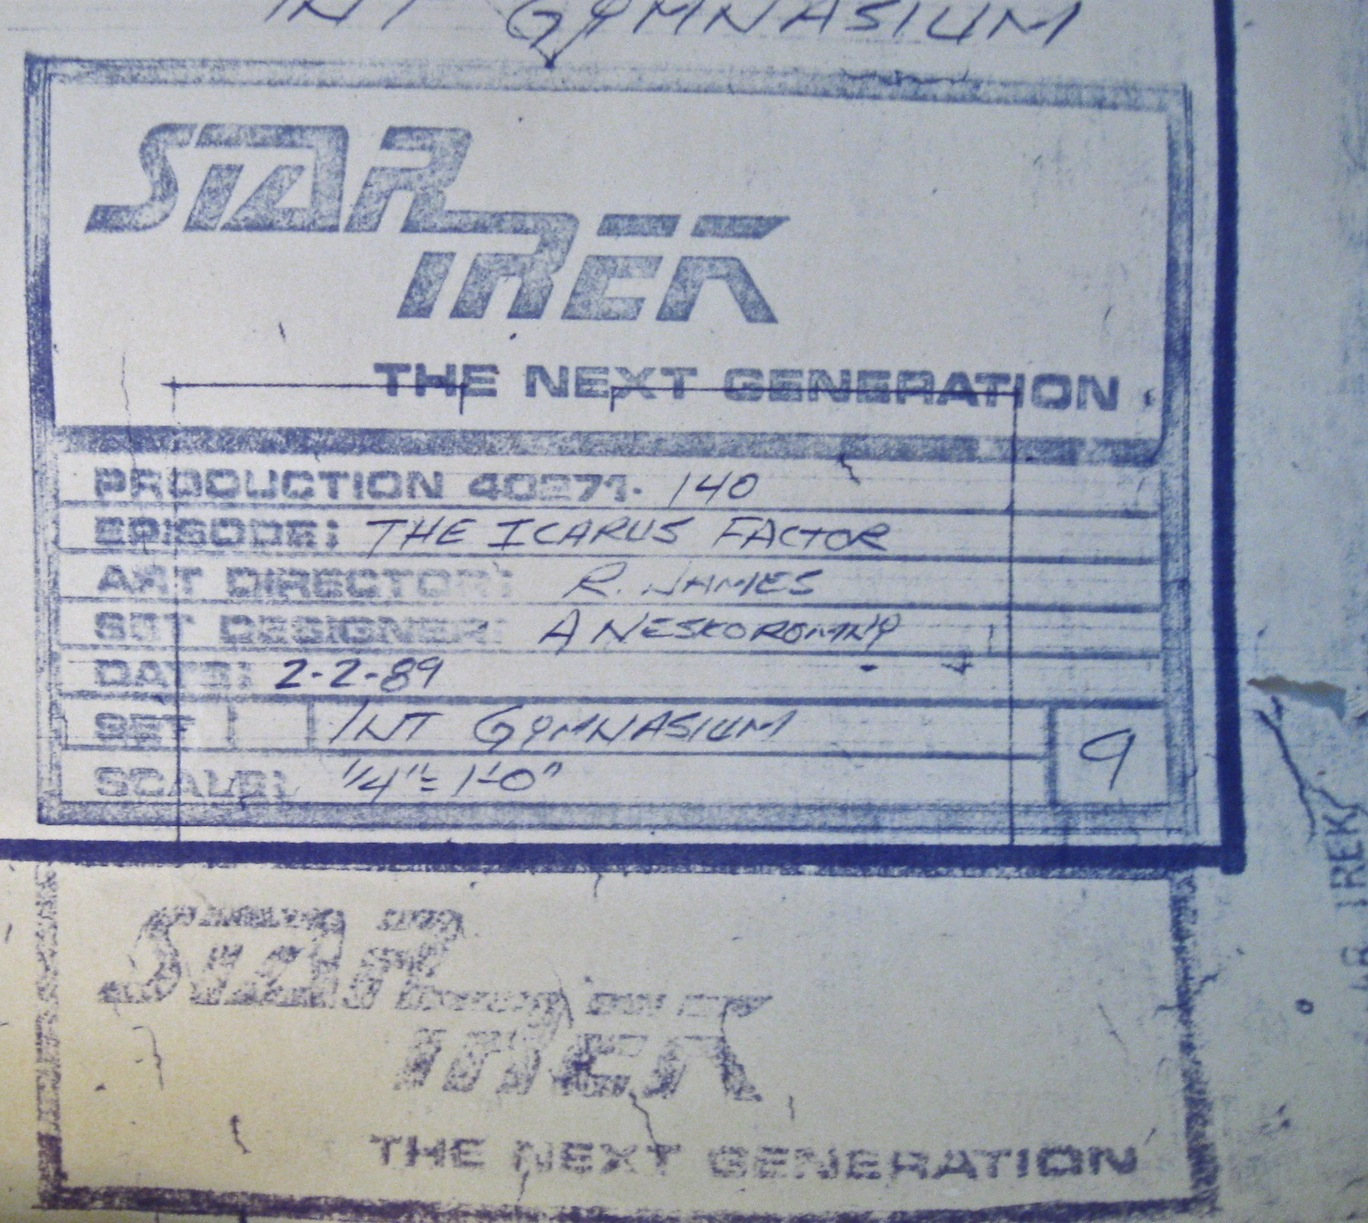 INT GYMNASIUM
STAR TREK
THE NEXT GENERATION
PRODUCTION 40271- 140
EPISODE: THE ICARUS FACTOR
ART DIRECTOR: R. JAMES
SET DESIGNER: A NESKOROMNY
DATE: 2-2-89
SET INT GYMNASIUM
9
SCALE: 1/4"= 1'-0"
STAR TREK
THE NEXT GENERATION
TREK